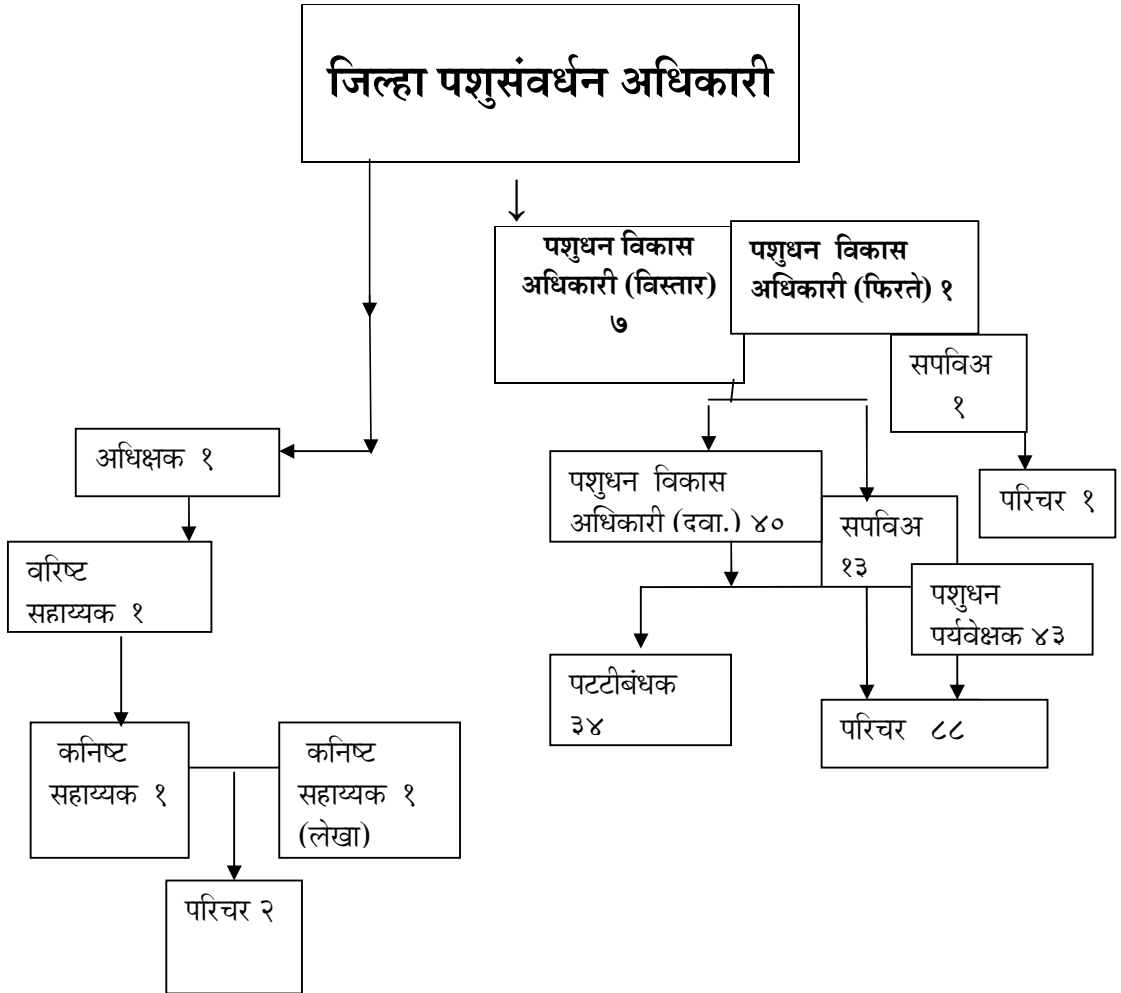 जिल्हा पशुसंवर्धन अधिकारी
पशुधन विकास
अधिकारी (विस्तार)
७
पशुधन विकास
अधिकारी (फिरते) १
सपविअ
१
परिचर १
अधिक्षक १
वरिष्ट
सहाय्यक १
कनिष्ट
सहाय्यक १
कनिष्ट
सहाय्यक १
(लेखा)
परिचर २
पशुधन विकास
अधिकारी (दवा.) ४०
सपविअ
१३
पशुधन
पर्यवेक्षक ४३
पटटीबंधक
३४
परिचर ८८